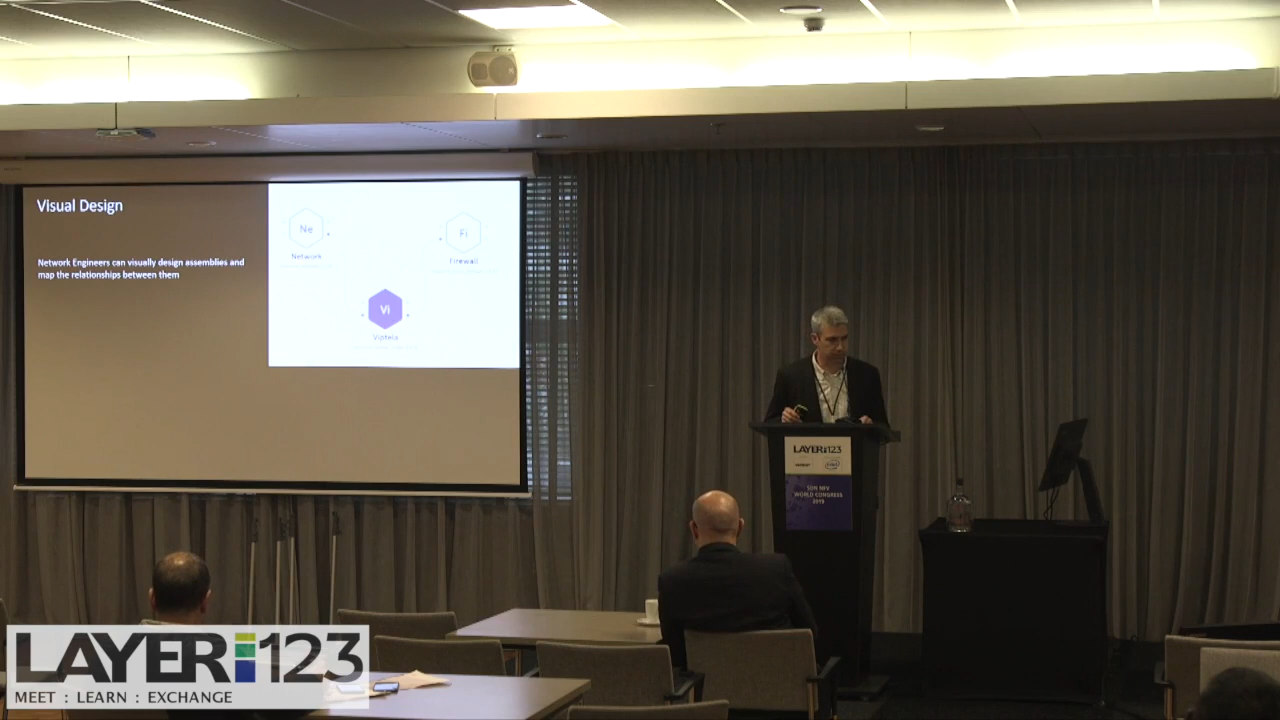 Visual Design
Network Engineers can visually design assemblies and
map the relationships between them
Ne
Network
Fi
Firewall
Vi
Viptela
LAYER123
intel
SDN NFV
WORLD CONGRESS
2019
LAYER123
MEET : LEARN : EXCHANGE